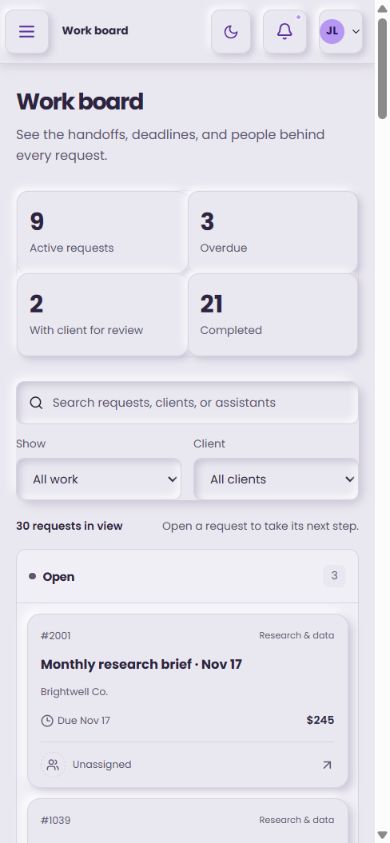 Work board
JL
Work board
See the handoffs, deadlines, and people behind
every request.
9
Active requests
3
Overdue
2
With client for review
21
Completed
Search requests, clients, or assistants
Show
Client
All work
All clients
30 requests in view
Open a request to take its next step.
Open
3
#2001
Research & data
Monthly research brief · Nov 17
Brightwell Co.
Due Nov 17
$245
Unassigned
#1039
Research & data